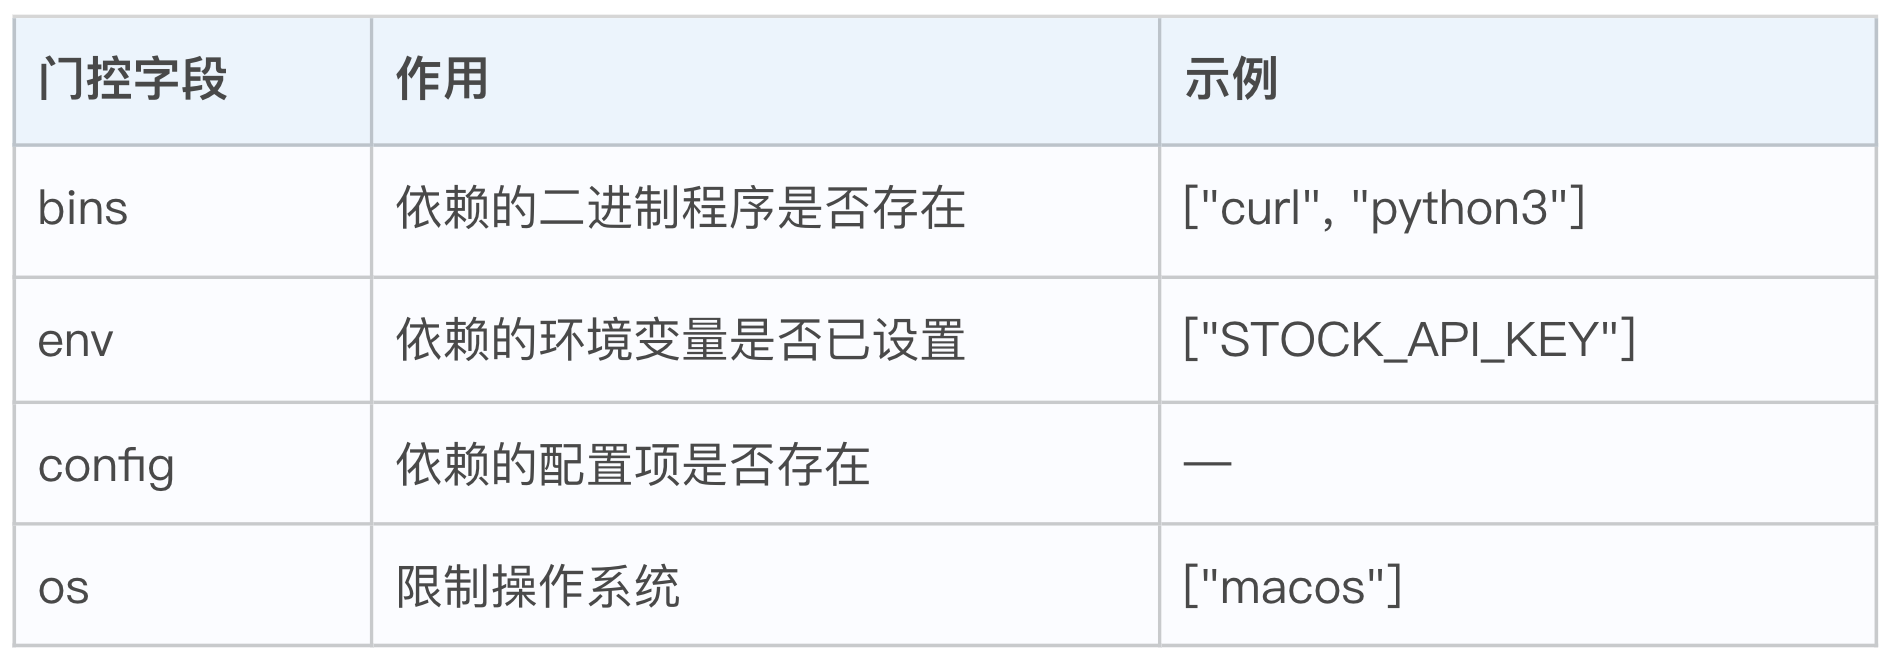 门控字段 作用 示例
bins 依赖的二进制程序是否存在 ["curl", "python3"]
env 依赖的环境变量是否已设置 ["STOCK_API_KEY"]
config 依赖的配置项是否存在 —
os 限制操作系统 ["macos"]